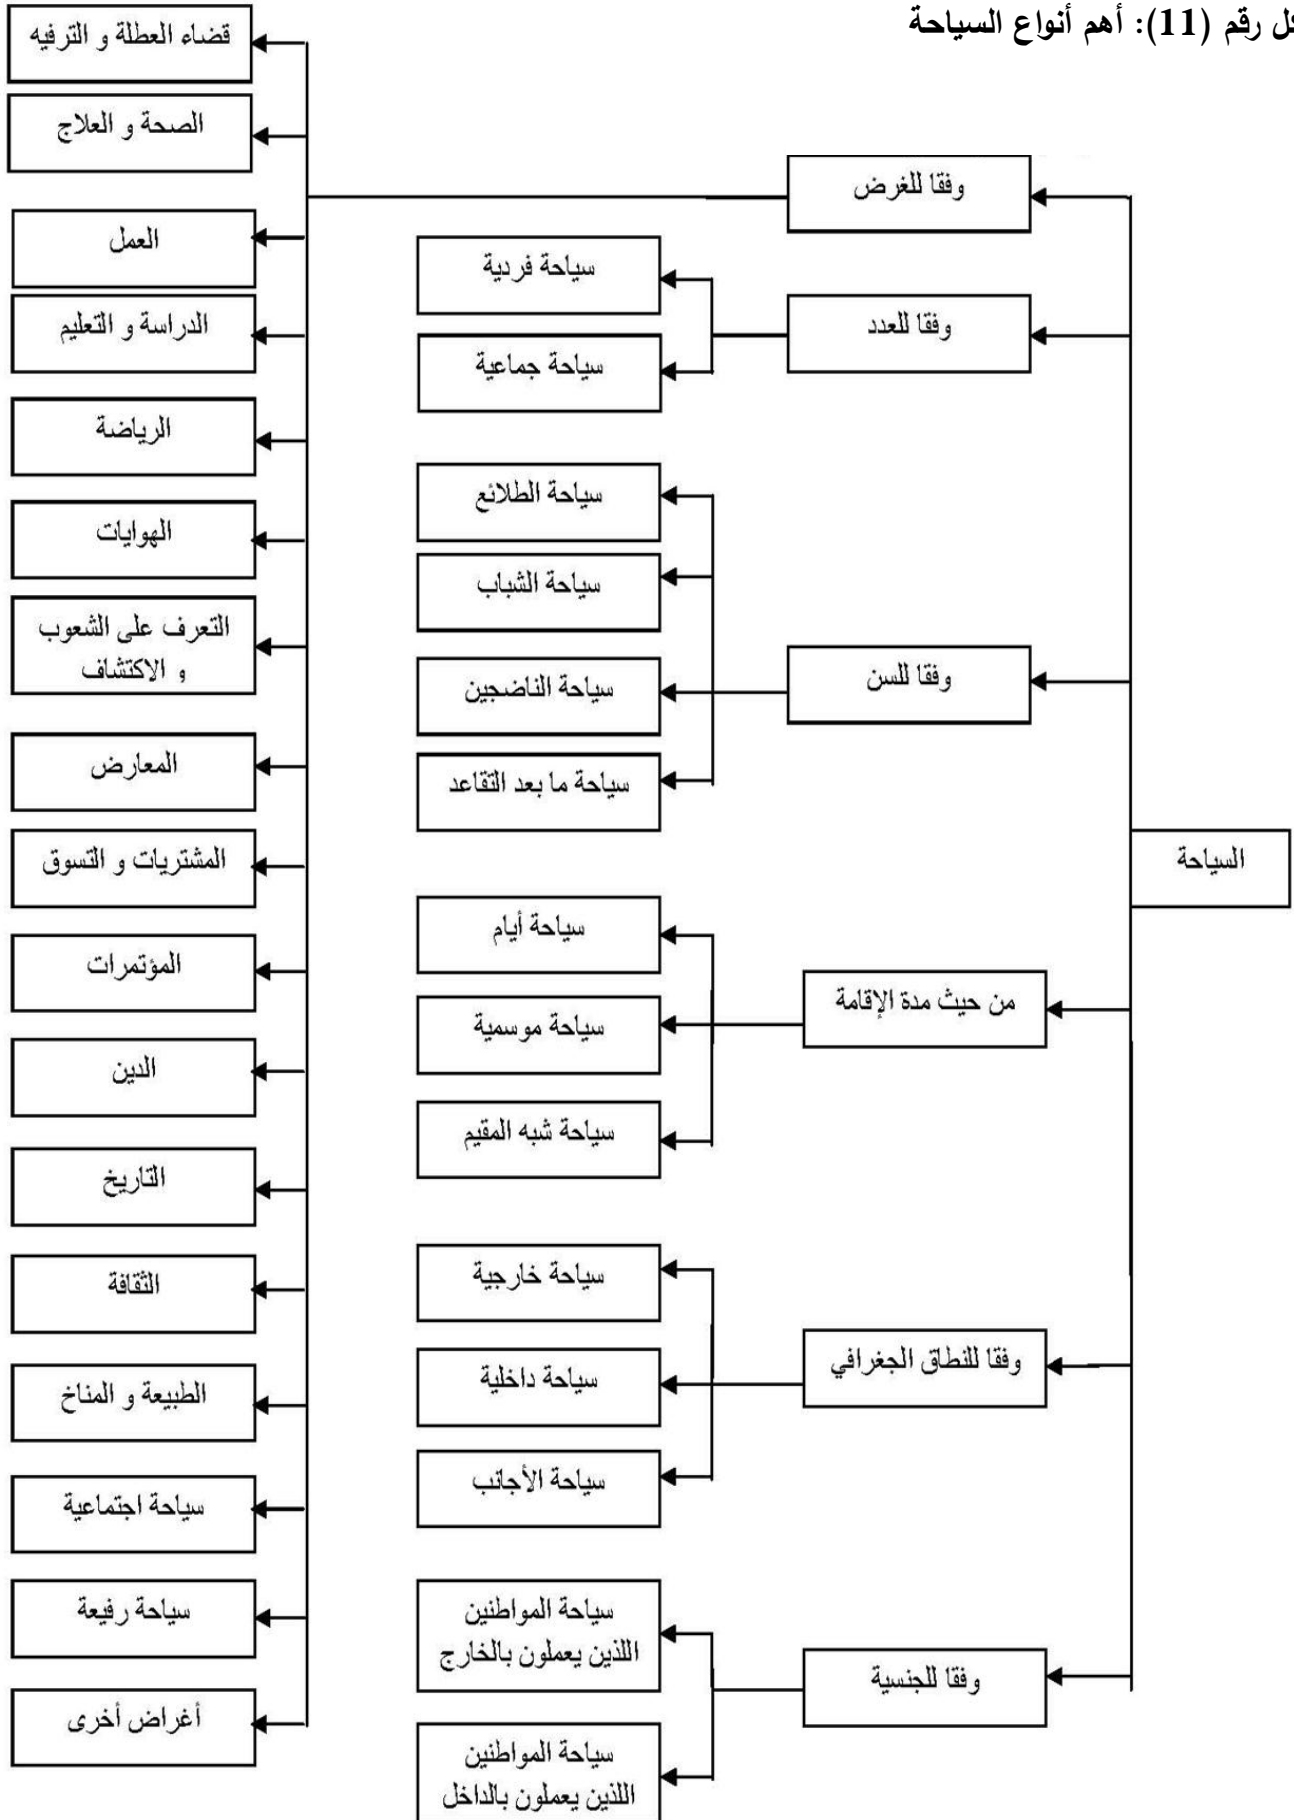 كل رقم (11): أهم أنواع السياحة
السياحة
وفقا للغرض
قضاء العطلة و الترفيه
الصحة و العلاج
العمل
الدراسة و التعليم
الرياضة
الهوايات
التعرف على الشعوب
و الاكتشاف
المعارض
المشتريات و التسوق
المؤتمرات
الدين
التاريخ
الثقافة
الطبيعة و المناخ
سياحة اجتماعية
سياحة رفيعة
أغراض أخرى
وفقا للعدد
سياحة فردية
سياحة جماعية
وفقا للسن
سياحة الطلائع
سياحة الشباب
سياحة الناضجين
سياحة ما بعد التقاعد
من حيث مدة الإقامة
سياحة أيام
سياحة موسمية
سياحة شبه المقيم
وفقا للنطاق الجغرافي
سياحة خارجية
سياحة داخلية
سياحة الأجانب
وفقا للجنسية
سياحة المواطنين
اللذين يعملون بالخارج
سياحة المواطنين
اللذين يعملون بالداخل